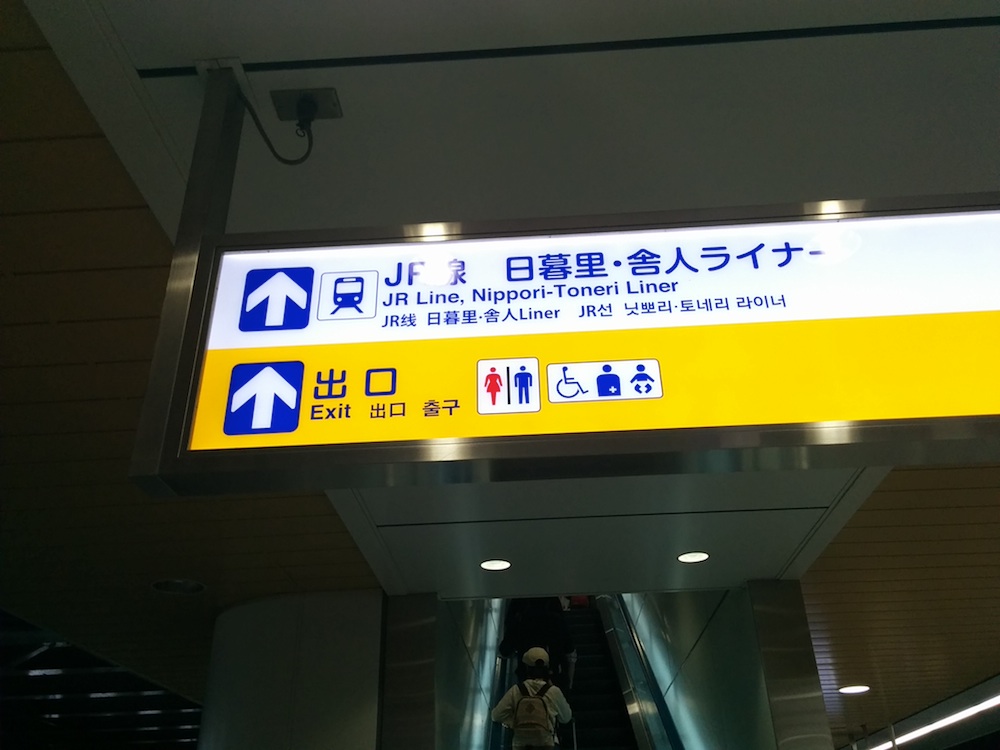 JR線 日暮里・舎人ライナー
JR Line, Nippori-Toneri Liner
JR线 日暮里·舍人Liner JR선 닛뽀리·토네리 라이너
出口
Exit 出口 출구